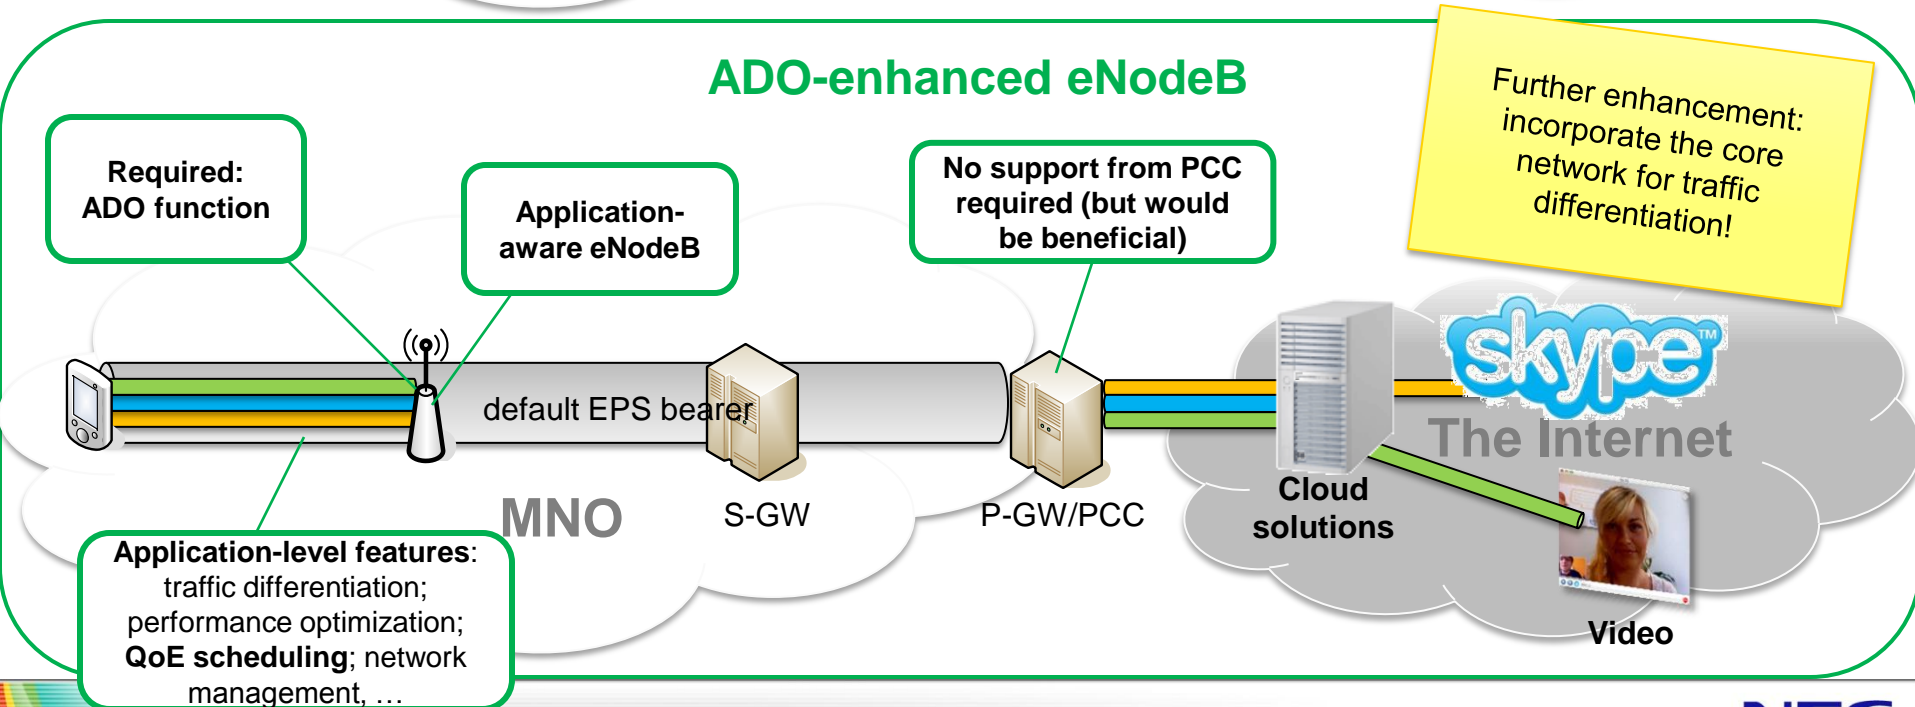 ADO-enhanced eNodeB
Further enhancement:
incorporate the core
network for traffic
differentiation!
Required:
ADO function
Application-
aware eNodeB
No support from PCC
required (but would
be beneficial)
skype™
The Internet
default EPS bearer
MNO
S-GW
P-GW/PCC
Cloud
solutions
Video
Application-level features:
traffic differentiation;
performance optimization;
QoE scheduling; network
management, …